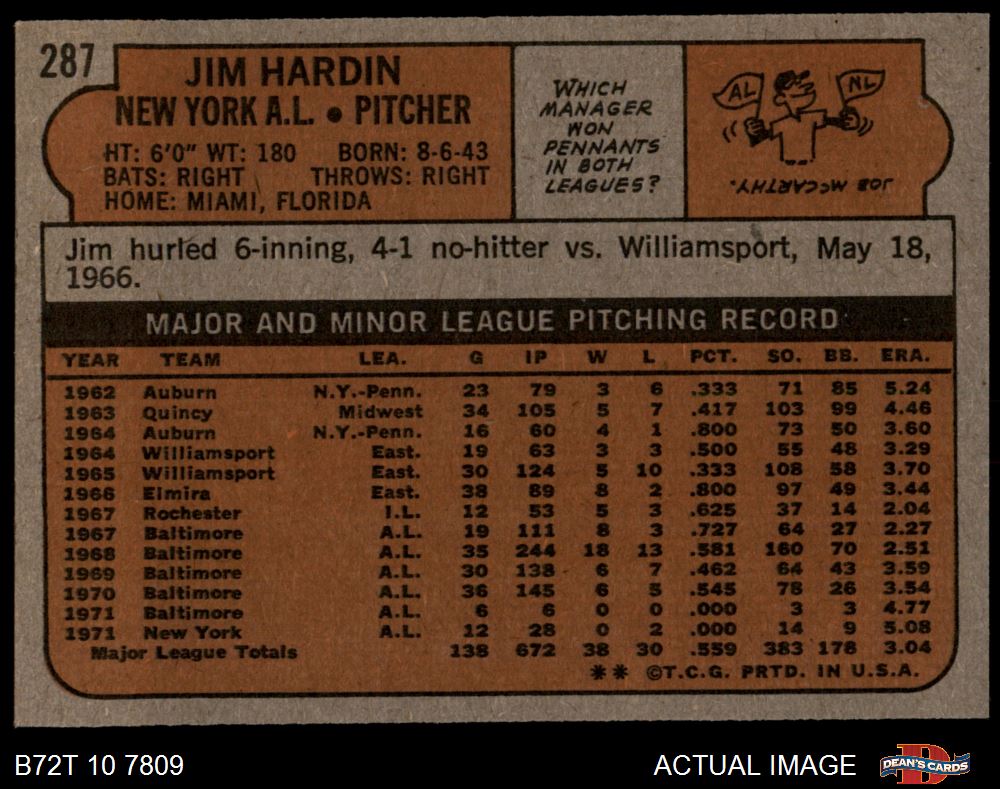 287
JIM HARDIN
NEW YORK A.L. • PITCHER
HT: 6'0" WT: 180 BORN: 8-6-43
BATS: RIGHT THROWS: RIGHT
HOME: MIAMI, FLORIDA
WHICH
MANAGER
WON
PENNANTS
IN BOTH
LEAGUES?
AL NL
JOE McCARTHY.
Jim hurled 6-inning, 4-1 no-hitter vs. Williamsport, May 18,
1966.
MAJOR AND MINOR LEAGUE PITCHING RECORD
YEAR TEAM LEA. G IP W L PCT. SO. BB. ERA.
1962 Auburn N.Y.-Penn. 23 79 3 6 .333 71 85 5.24
1963 Quincy Midwest 34 105 5 7 .417 103 99 4.46
1964 Auburn N.Y.-Penn. 16 60 4 1 .800 73 50 3.60
1964 Williamsport East. 19 63 3 3 .500 55 48 3.29
1965 Williamsport East. 30 124 5 10 .333 108 58 3.70
1966 Elmira East. 38 89 8 2 .800 97 49 3.44
1967 Rochester I.L. 12 53 5 3 .625 37 14 2.04
1967 Baltimore A.L. 19 111 8 3 .727 64 27 2.27
1968 Baltimore A.L. 35 244 18 13 .581 160 70 2.51
1969 Baltimore A.L. 30 138 6 7 .462 64 43 3.59
1970 Baltimore A.L. 36 145 6 5 .545 78 26 3.54
1971 Baltimore A.L. 6 6 0 0 .000 3 3 4.77
1971 New York A.L. 12 28 0 2 .000 14 9 5.08
Major League Totals 138 672 38 30 .559 383 178 3.04
** ©T.C.G. PRTD. IN U.S.A.
B72T 10 7809 ACTUAL IMAGE DEAN'S CARDS